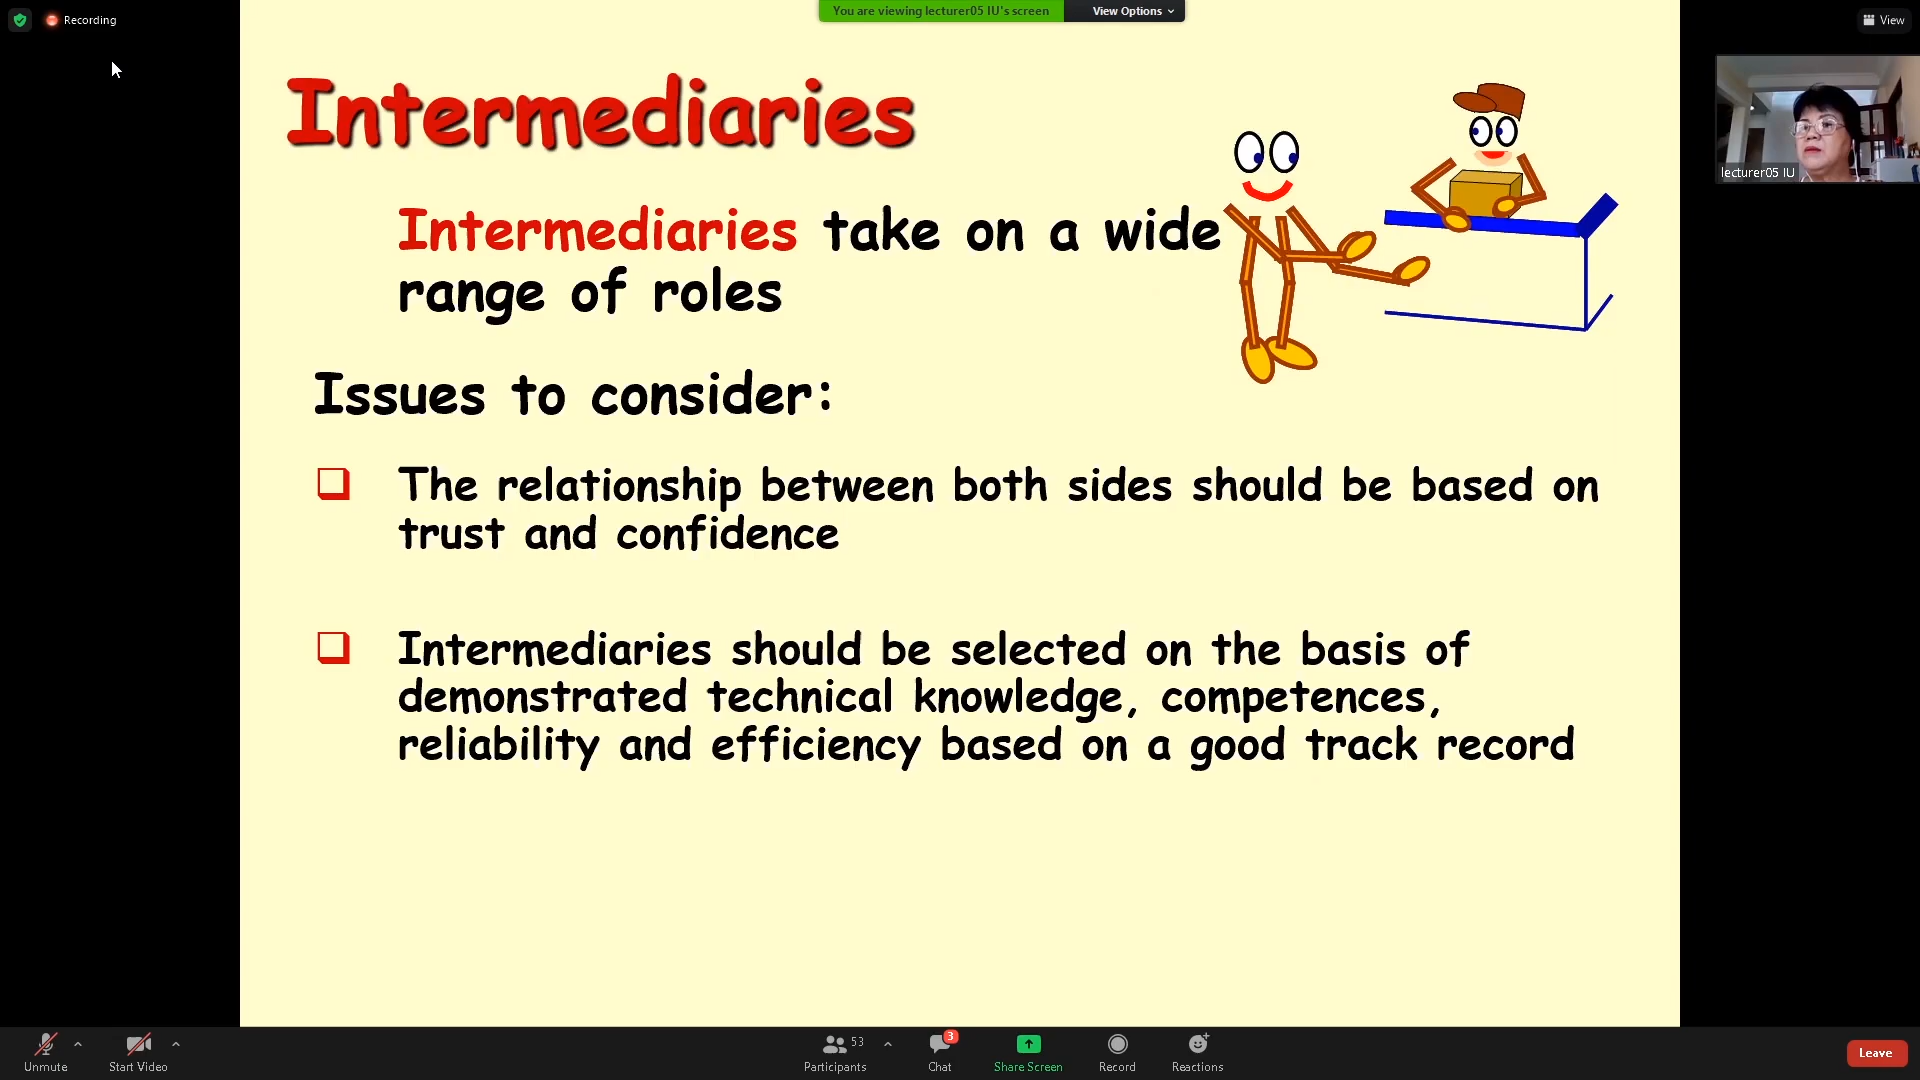 Recording
You are viewing lecturer05 IU's screen
View Options
View
Intermediaries
lecturer05 IU
Intermediaries take on a wide
range of roles
Issues to consider:
The relationship between both sides should be based on
trust and confidence
Intermediaries should be selected on the basis of
demonstrated technical knowledge, competences,
reliability and efficiency based on a good track record
Unmute
Start Video
53
Participants
3
Chat
Share Screen
Record
Reactions
Leave